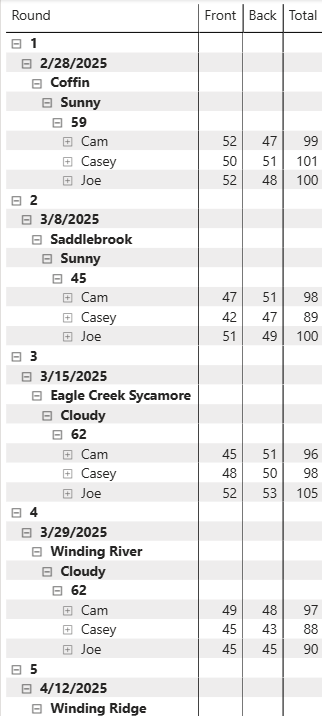 Round Front Back Total
1
2/28/2025
Coffin
Sunny
59
Cam 52 47 99
Casey 50 51 101
Joe 52 48 100
2
3/8/2025
Saddlebrook
Sunny
45
Cam 47 51 98
Casey 42 47 89
Joe 51 49 100
3
3/15/2025
Eagle Creek Sycamore
Cloudy
62
Cam 45 51 96
Casey 48 50 98
Joe 52 53 105
4
3/29/2025
Winding River
Cloudy
62
Cam 49 48 97
Casey 45 43 88
Joe 45 45 90
5
4/12/2025
Winding Ridge